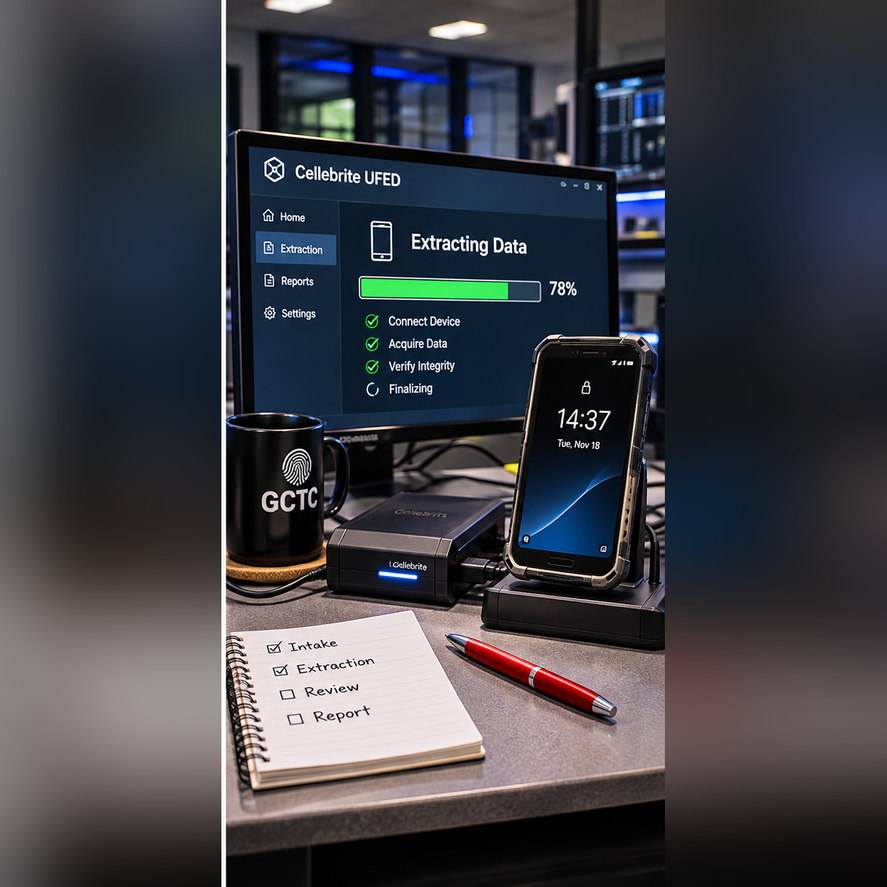 Cellebrite UFED
Home
Extraction
Reports
Settings
Extracting Data
78%
Connect Device
Acquire Data
Verify Integrity
Finalizing
14:37
Tue, Nov 18
GCTC
Cellebrite
Intake
Extraction
Review
Report